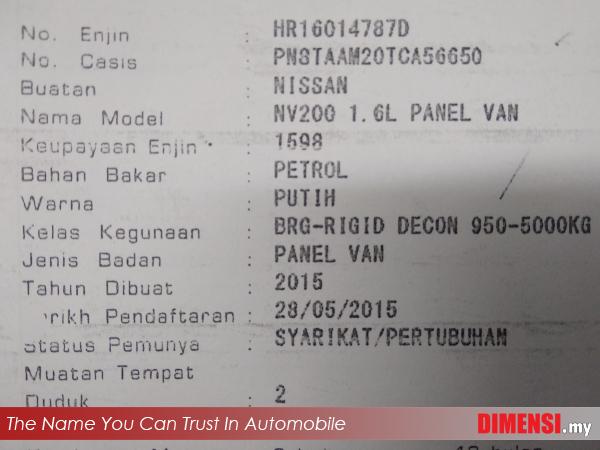 No. Enjin : HR16014787D
No. Casis : PN8TAAM20TCA56650
Buatan : NISSAN
Nama Model : NV200 1.6L PANEL VAN
Keupayaan Enjin : 1598
Bahan Bakar : PETROL
Warna : PUTIH
Kelas Kegunaan : BRG-RIGID DECON 950-5000KG
Jenis Badan : PANEL VAN
Tahun Dibuat : 2015
Tarikh Pendaftaran : 28/05/2015
Status Pemunya : SYARIKAT/PERTUBUHAN
Muatan Tempat
Duduk : 2
The Name You Can Trust In Automobile
DIMENSI.my